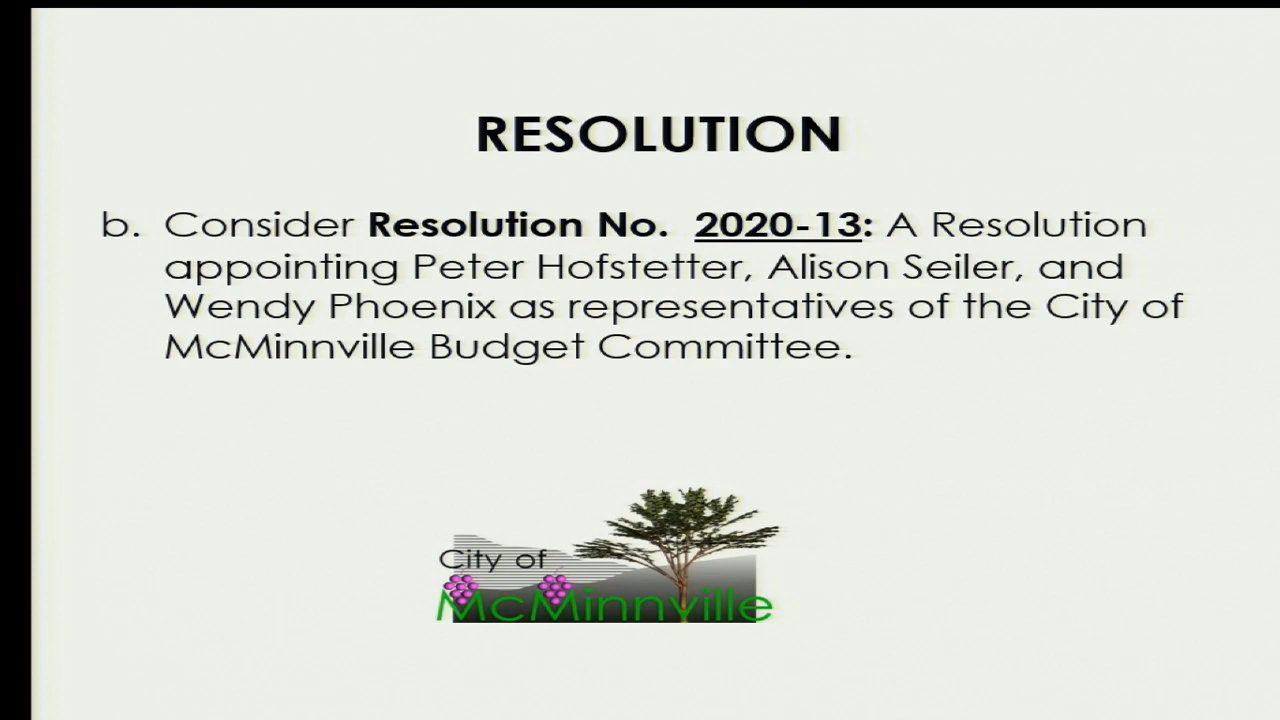 RESOLUTION
b. Consider Resolution No. 2020-13: A Resolution
appointing Peter Hofstetter, Alison Seiler, and
Wendy Phoenix as representatives of the City of
McMinnville Budget Committee.
City of
McMinnville